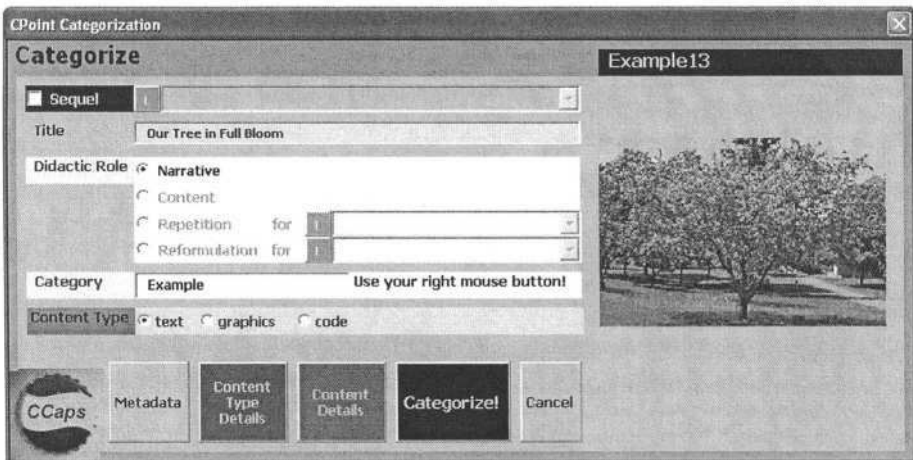 CPoint Categorization
Categorize
Example13
Sequel
Title Our Tree in Full Bloom
Didactic Role Narrative
Content
Repetition for
Reformulation for
Category Example Use your right mouse button!
Content Type text graphics code
CCaps
Metadata
Content
Type
Details
Content
Details
Categorize!
Cancel